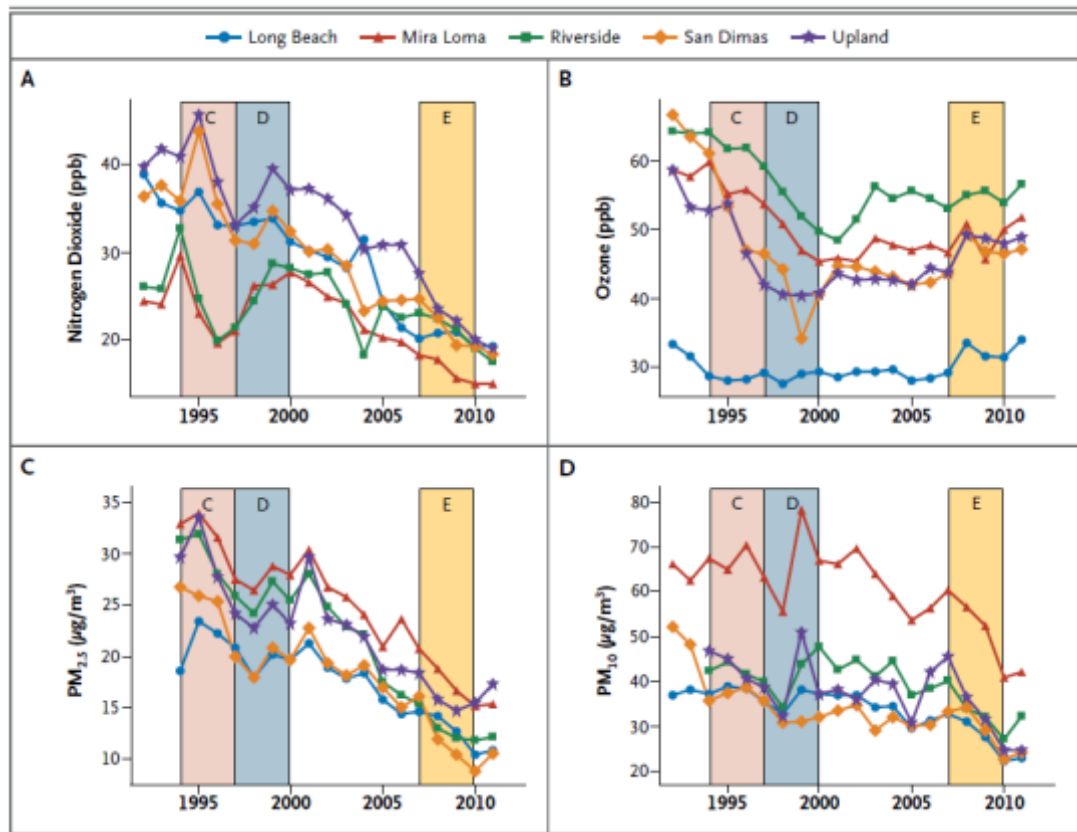 Long Beach Mira Loma Riverside San Dimas Upland
A
C D E
Nitrogen Dioxide (ppb)
40
30
20
1995 2000 2005 2010
B
C D E
Ozone (ppb)
60
50
40
30
1995 2000 2005 2010
C
C D E
PM2.5 (µg/m³)
35
30
25
20
15
10
1995 2000 2005 2010
D
C D E
PM10 (µg/m³)
80
70
60
50
40
30
20
1995 2000 2005 2010